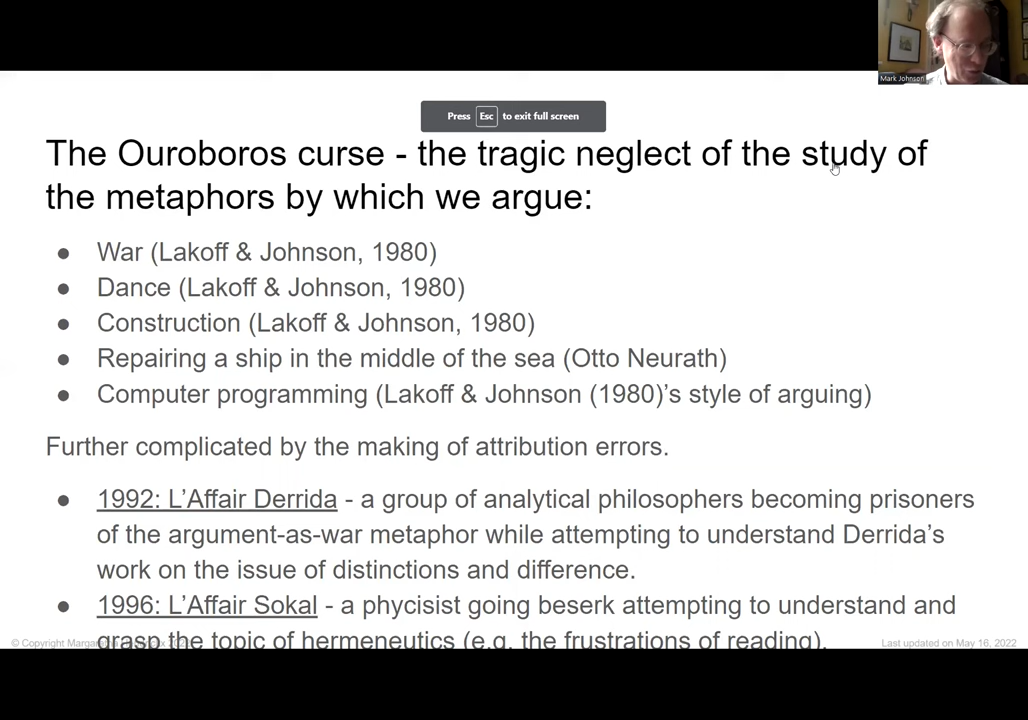 Mark Johnson
Press Esc to exit full screen
The Ouroboros curse - the tragic neglect of the study of
the metaphors by which we argue:
● War (Lakoff & Johnson, 1980)
● Dance (Lakoff & Johnson, 1980)
● Construction (Lakoff & Johnson, 1980)
● Repairing a ship in the middle of the sea (Otto Neurath)
● Computer programming (Lakoff & Johnson (1980)’s style of arguing)
Further complicated by the making of attribution errors.
● 1992: L’Affair Derrida - a group of analytical philosophers becoming prisoners
of the argument-as-war metaphor while attempting to understand Derrida’s
work on the issue of distinctions and difference.
● 1996: L’Affair Sokal - a phycisist going beserk attempting to understand and
grasp the topic of hermeneutics (e.g. the frustrations of reading).
© Copyright
Last updated on May 16, 2022